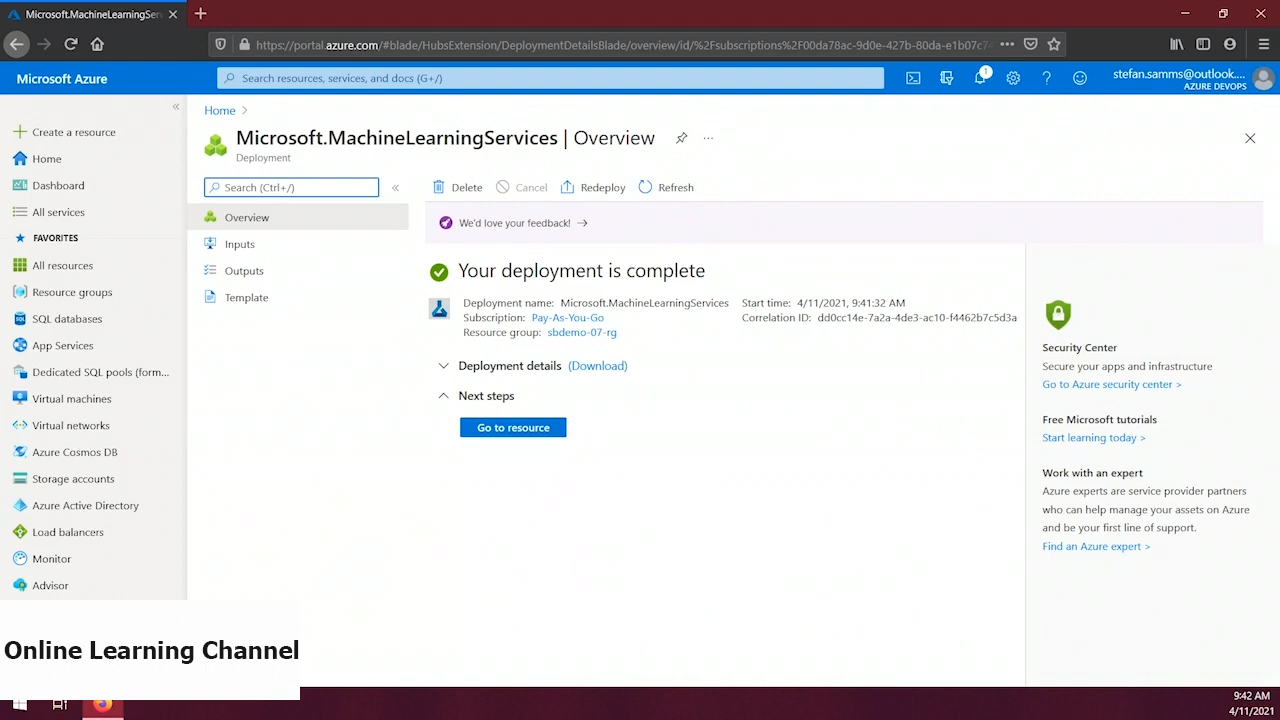 Microsoft.MachineLearningSer
https://portal.azure.com/#blade/HubsExtension/DeploymentDetailsBlade/overview/id/%2Fsubscriptions%2F00da78ac-9d0e-427b-80da-e1b07c74
Microsoft Azure
Search resources, services, and docs (G+/)
1
stefan.samms@outlook....
AZURE DEVOPS
Create a resource
Home
Dashboard
All services
FAVORITES
All resources
Resource groups
SQL databases
App Services
Dedicated SQL pools (form...
Virtual machines
Virtual networks
Azure Cosmos DB
Storage accounts
Azure Active Directory
Load balancers
Monitor
Advisor
Home
Microsoft.MachineLearningServices | Overview
Deployment
Search (Ctrl+/)
Overview
Inputs
Outputs
Template
Delete
Cancel
Redeploy
Refresh
We'd love your feedback!
Your deployment is complete
Deployment name: Microsoft.MachineLearningServices
Subscription: Pay-As-You-Go
Resource group: sbdemo-07-rg
Start time: 4/11/2021, 9:41:32 AM
Correlation ID: dd0cc14e-7a2a-4de3-ac10-f4462b7c5d3a
Deployment details (Download)
Next steps
Go to resource
Security Center
Secure your apps and infrastructure
Go to Azure security center >
Free Microsoft tutorials
Start learning today >
Work with an expert
Azure experts are service provider partners
who can help manage your assets on Azure
and be your first line of support.
Find an Azure expert >
Online Learning Channel
9:42 AM
4/11/2021